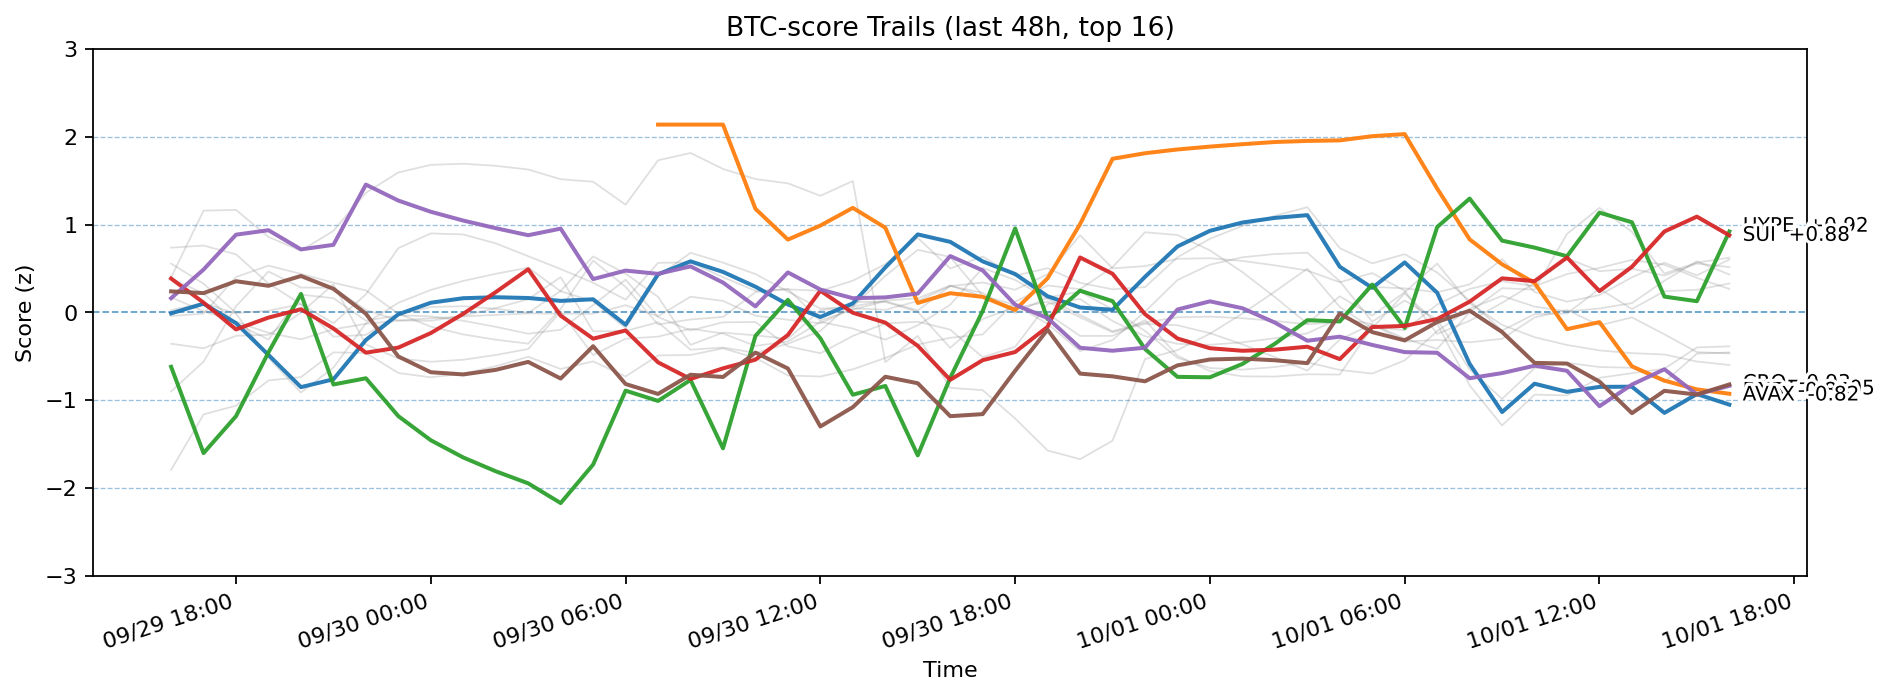 BTC-score Trails (last 48h, top 16)
Score (z)
3
2
1
0
−1
−2
−3
HYPE +0.92
SUI +0.88
AVAX -0.82
09/29 18:00
09/30 00:00
09/30 06:00
09/30 12:00
09/30 18:00
10/01 00:00
10/01 06:00
10/01 12:00
10/01 18:00
Time